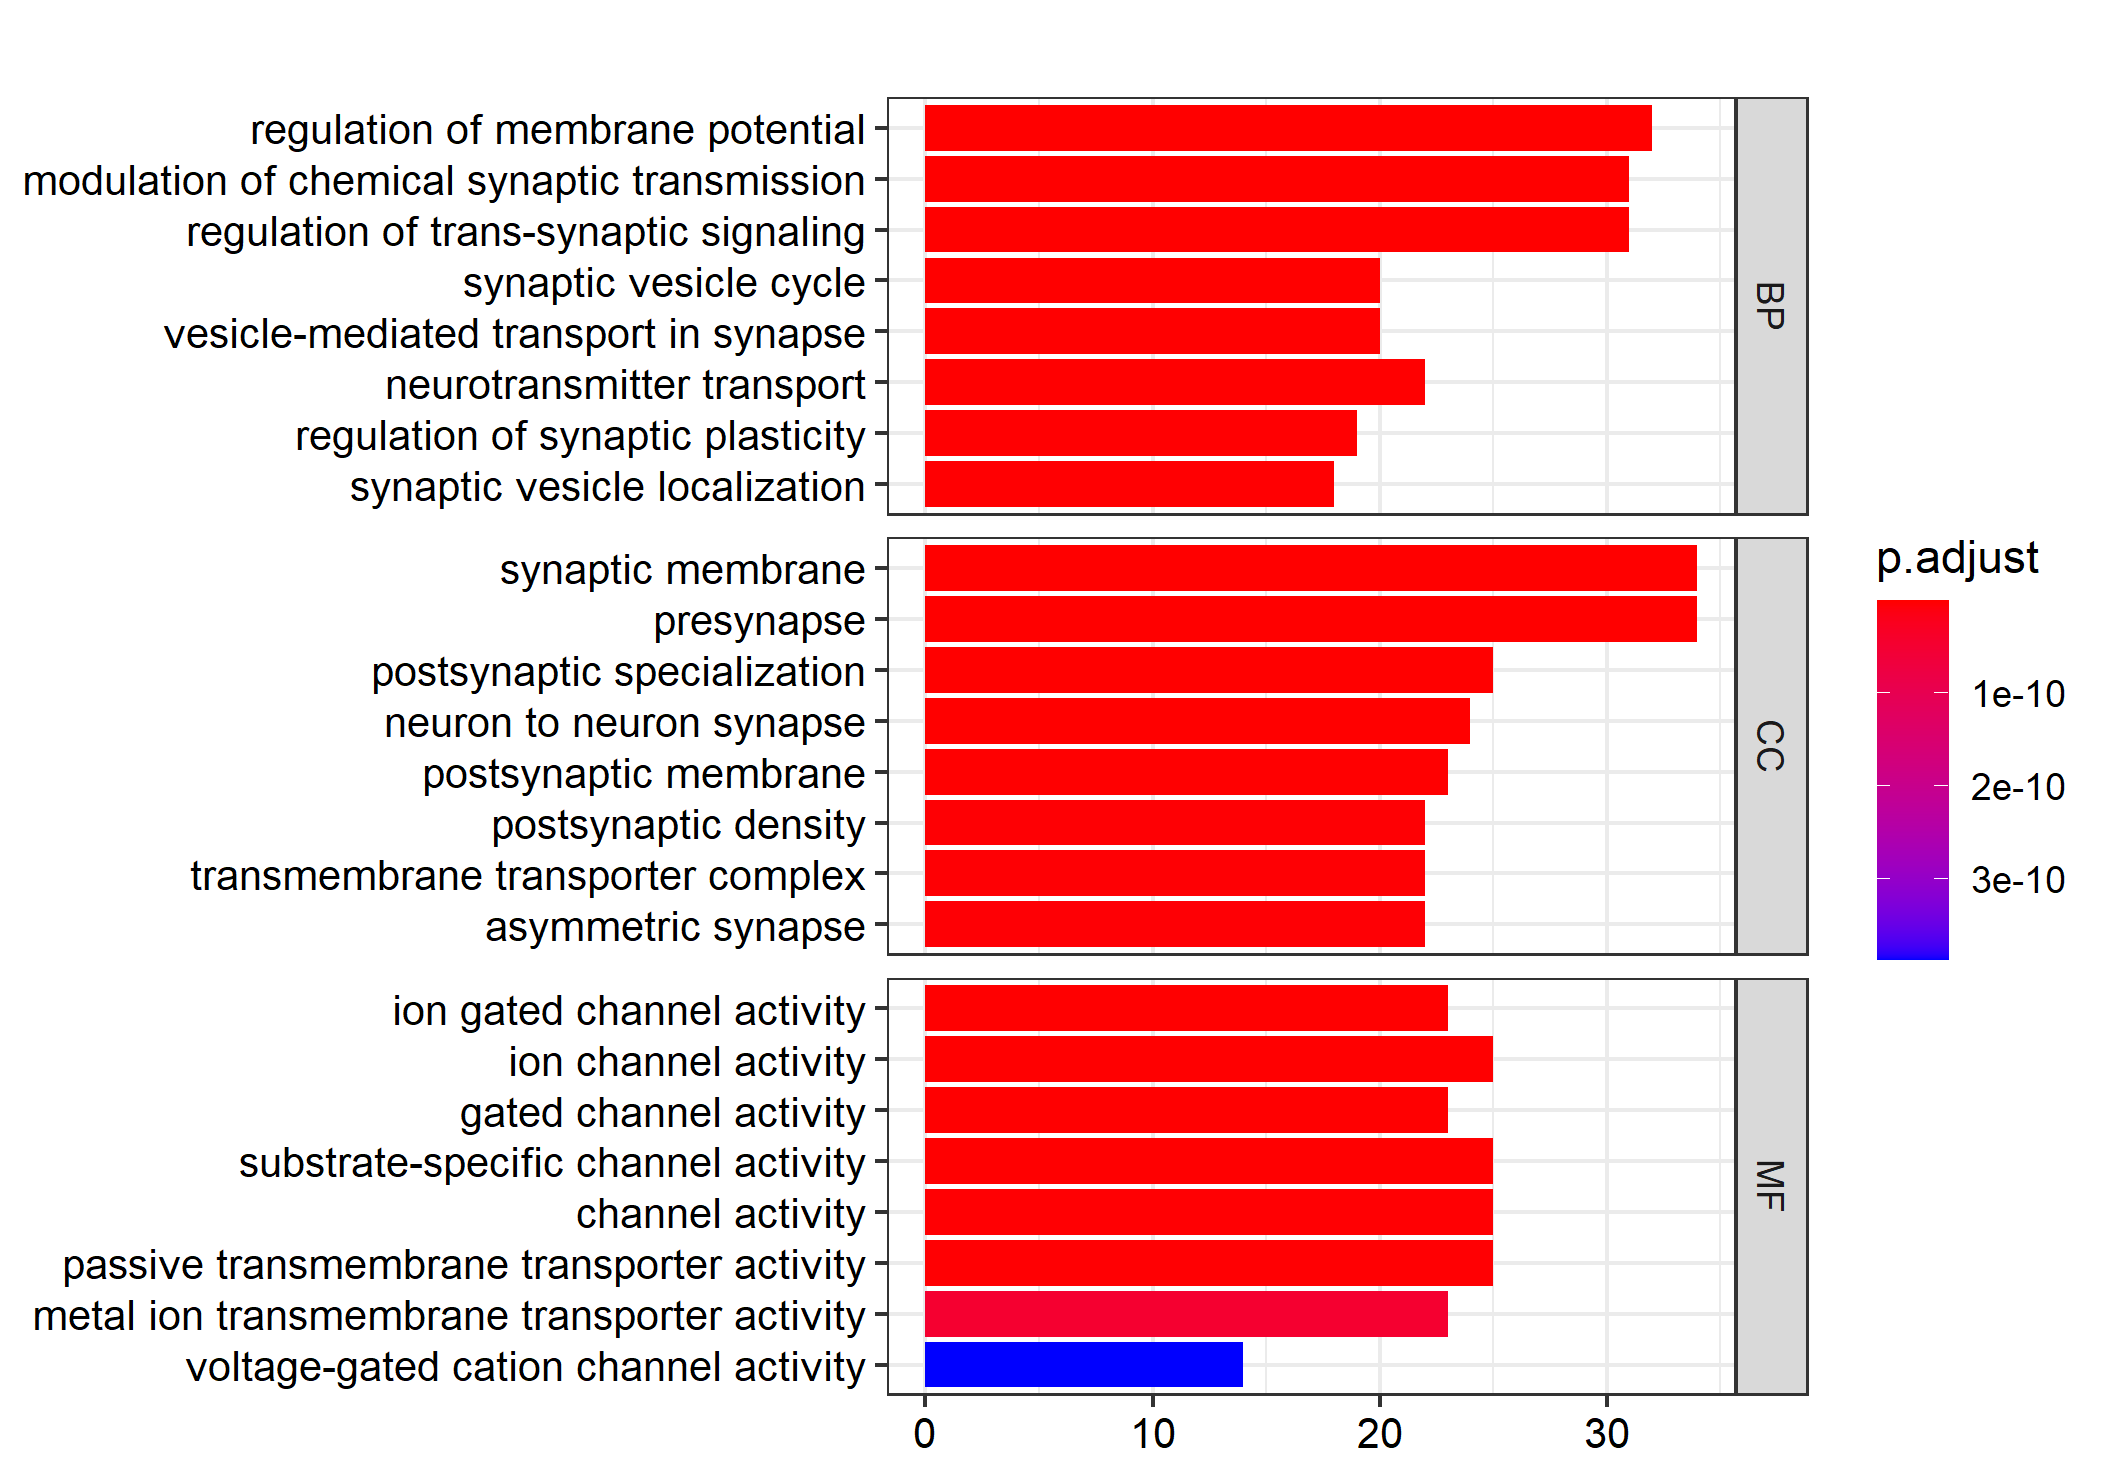 regulation of membrane potential
modulation of chemical synaptic transmission
regulation of trans-synaptic signaling
synaptic vesicle cycle
vesicle-mediated transport in synapse
neurotransmitter transport
regulation of synaptic plasticity
synaptic vesicle localization
BP
synaptic membrane
presynapse
postsynaptic specialization
neuron to neuron synapse
postsynaptic membrane
postsynaptic density
transmembrane transporter complex
asymmetric synapse
CC
ion gated channel activity
ion channel activity
gated channel activity
substrate-specific channel activity
channel activity
passive transmembrane transporter activity
metal ion transmembrane transporter activity
voltage-gated cation channel activity
MF
0 10 20 30
p.adjust
1e-10
2e-10
3e-10